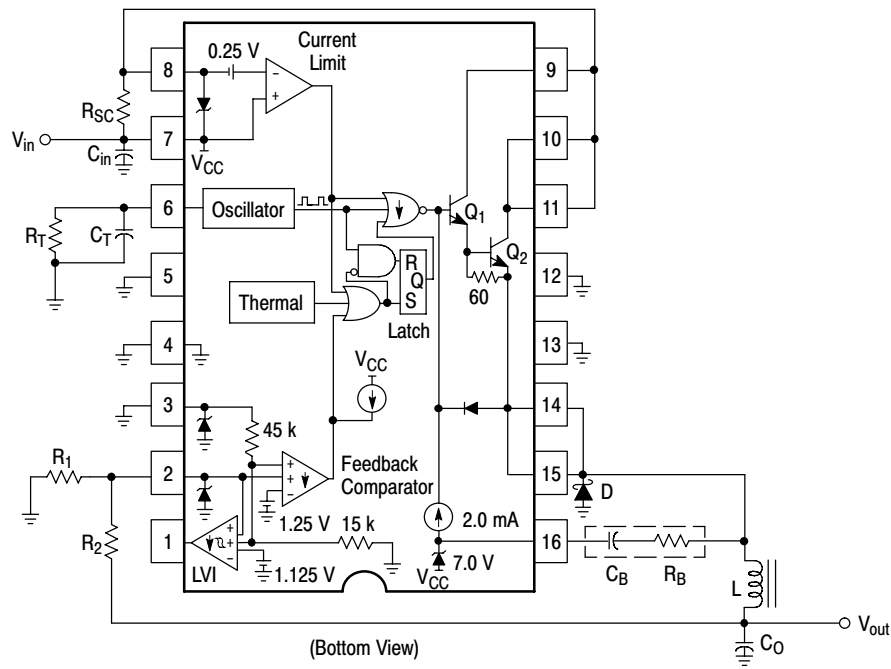 Current
Limit
0.25 V
8
9
R_SC
V_in
7
10
C_in
V_CC
6
Oscillator
Q_1
11
R_T
C_T
Q_2
5
R
Q
S
60
12
Thermal
Latch
4
13
V_CC
3
14
45 k
R_1
2
Feedback
Comparator
15
D
1.25 V
2.0 mA
R_2
1
15 k
16
7.0 V
C_B
R_B
LVI
1.125 V
V_CC
L
V_out
(Bottom View)
C_O